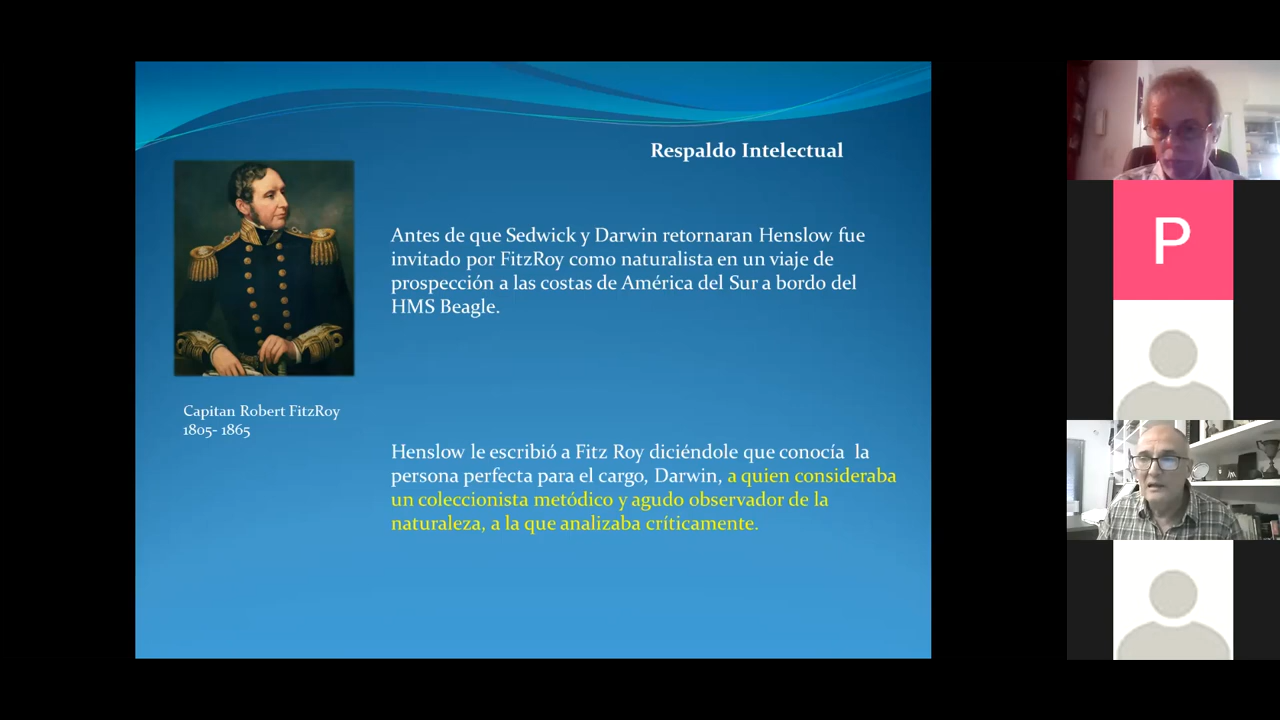 Respaldo Intelectual
Antes de que Sedwick y Darwin retornaran Henslow fue
invitado por FitzRoy como naturalista en un viaje de
prospección a las costas de América del Sur a bordo del
HMS Beagle.
Capitan Robert FitzRoy
1805- 1865
Henslow le escribió a Fitz Roy diciéndole que conocía la
persona perfecta para el cargo, Darwin, a quien consideraba
un coleccionista metódico y agudo observador de la
naturaleza, a la que analizaba críticamente.
P